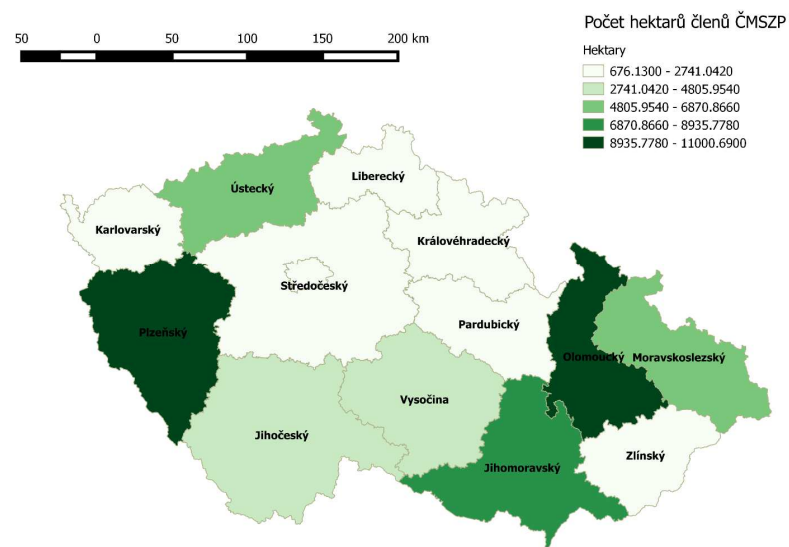 Počet hektarů členů ČMSZP
50 0 50 100 150 200 km
Hektary
676.1300 - 2741.0420
2741.0420 - 4805.9540
4805.9540 - 6870.8660
6870.8660 - 8935.7780
8935.7780 - 11000.6900
Liberecký
Ústecký
Karlovarský
Královéhradecký
Středočeský
Pardubický
Plzeňský
Olomoucký
Moravskoslezský
Vysočina
Jihočeský
Zlínský
Jihomoravský